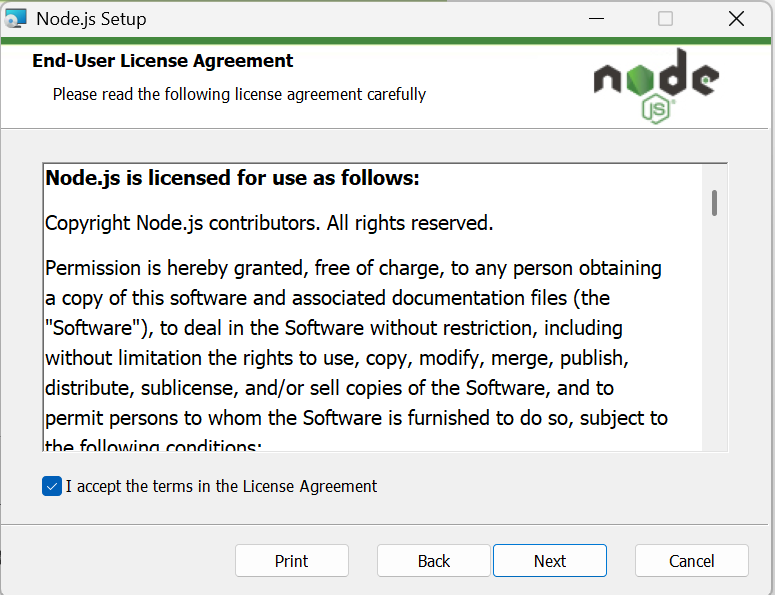 Node.js Setup
End-User License Agreement
Please read the following license agreement carefully
node
JS
Node.js is licensed for use as follows:
Copyright Node.js contributors. All rights reserved.
Permission is hereby granted, free of charge, to any person obtaining
a copy of this software and associated documentation files (the
"Software"), to deal in the Software without restriction, including
without limitation the rights to use, copy, modify, merge, publish,
distribute, sublicense, and/or sell copies of the Software, and to
permit persons to whom the Software is furnished to do so, subject to
the following conditions:
I accept the terms in the License Agreement
Print
Back
Next
Cancel